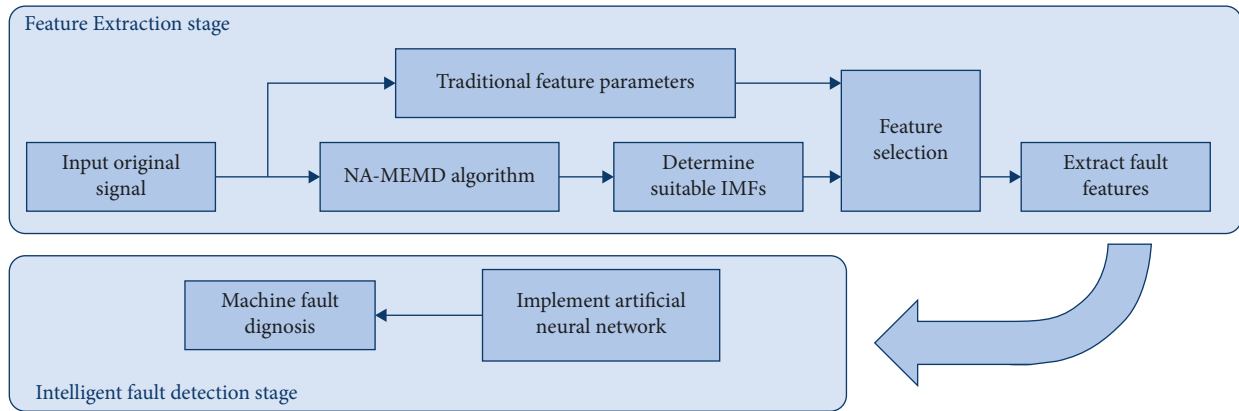 Feature Extraction stage
Traditional feature parameters
Input original
signal
NA-MEMD algorithm
Determine
suitable IMFs
Feature
selection
Extract fault
features
Machine fault
dignosis
Implement artificial
neural network
Intelligent fault detection stage